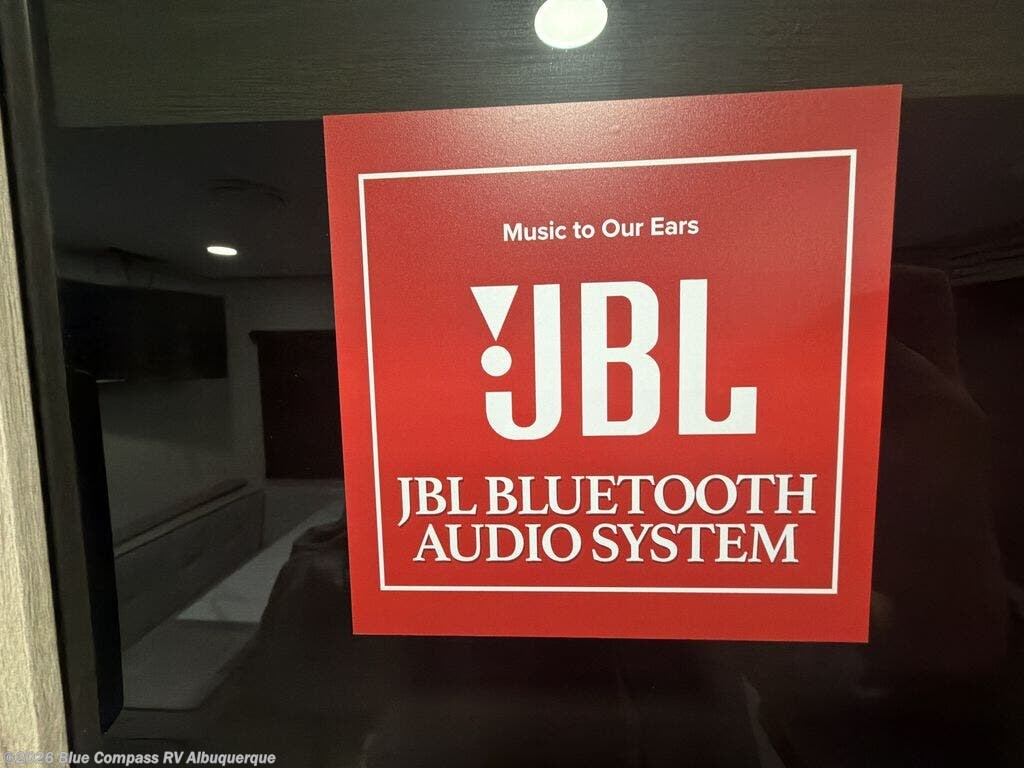 Music to Our Ears
JBL
JBL BLUETOOTH
AUDIO SYSTEM
©2026 Blue Compass RV Albuquerque